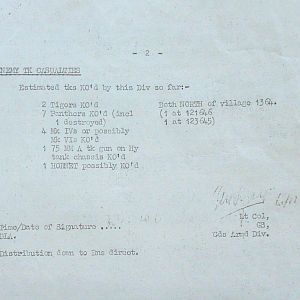 - 2 -
ENEMY TK CASUALTIES
Estimated tks KO'd by this Div so far:-
2 Tigers KO'd Both NORTH of village 1364.
7 Panthers KO'd (incl (1 at 121646
1 destroyed) 1 at 123645)
4 Mk IVs or possibly
Mk VIs KO'd
1 75 MM A tk gun on Hy
tank chassis KO'd
1 HORNET possibly KO'd
Lt Col,
GS,
Gds Armd Div.
Time/Date of Signature .....
BLA.
Distribution down to Bns direct.